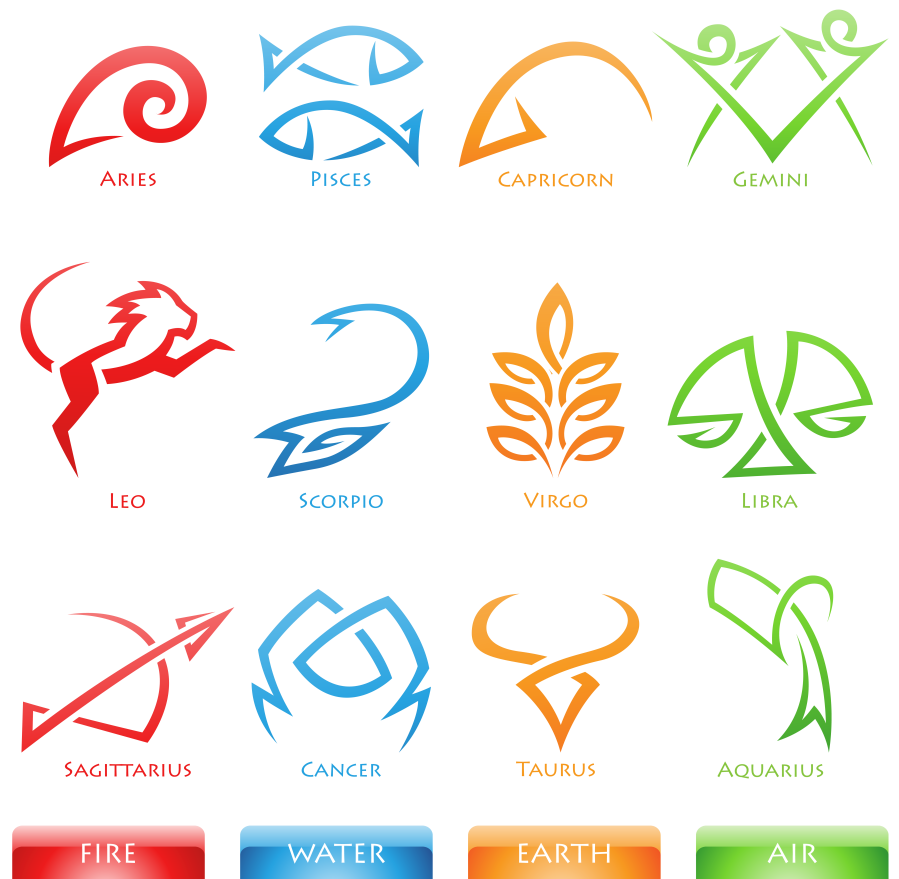 Aries
Pisces
Capricorn
Gemini
Leo
Scorpio
Virgo
Libra
Sagittarius
Cancer
Taurus
Aquarius
FIRE
WATER
EARTH
AIR